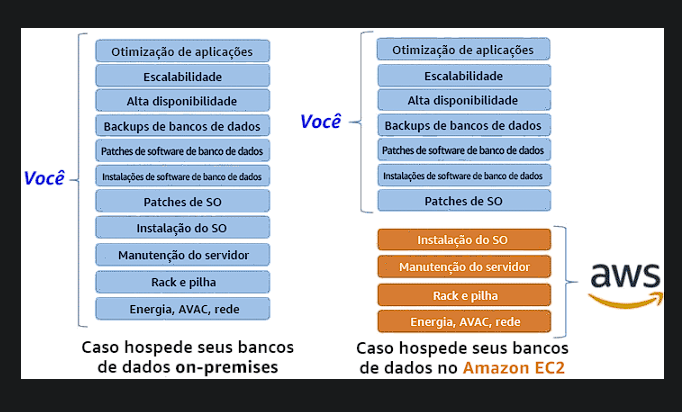 Você
Otimização de aplicações
Escalabilidade
Alta disponibilidade
Backups de bancos de dados
Patches de software de banco de dados
Instalações de software de banco de dados
Patches de SO
Instalação do SO
Manutenção do servidor
Rack e pilha
Energia, AVAC, rede
Caso hospede seus bancos
de dados on-premises
Você
Otimização de aplicações
Escalabilidade
Alta disponibilidade
Backups de bancos de dados
Patches de software de banco de dados
Instalações de software de banco de dados
Patches de SO
Instalação do SO
Manutenção do servidor
Rack e pilha
Energia, AVAC, rede
aws
Caso hospede seus bancos
de dados no Amazon EC2